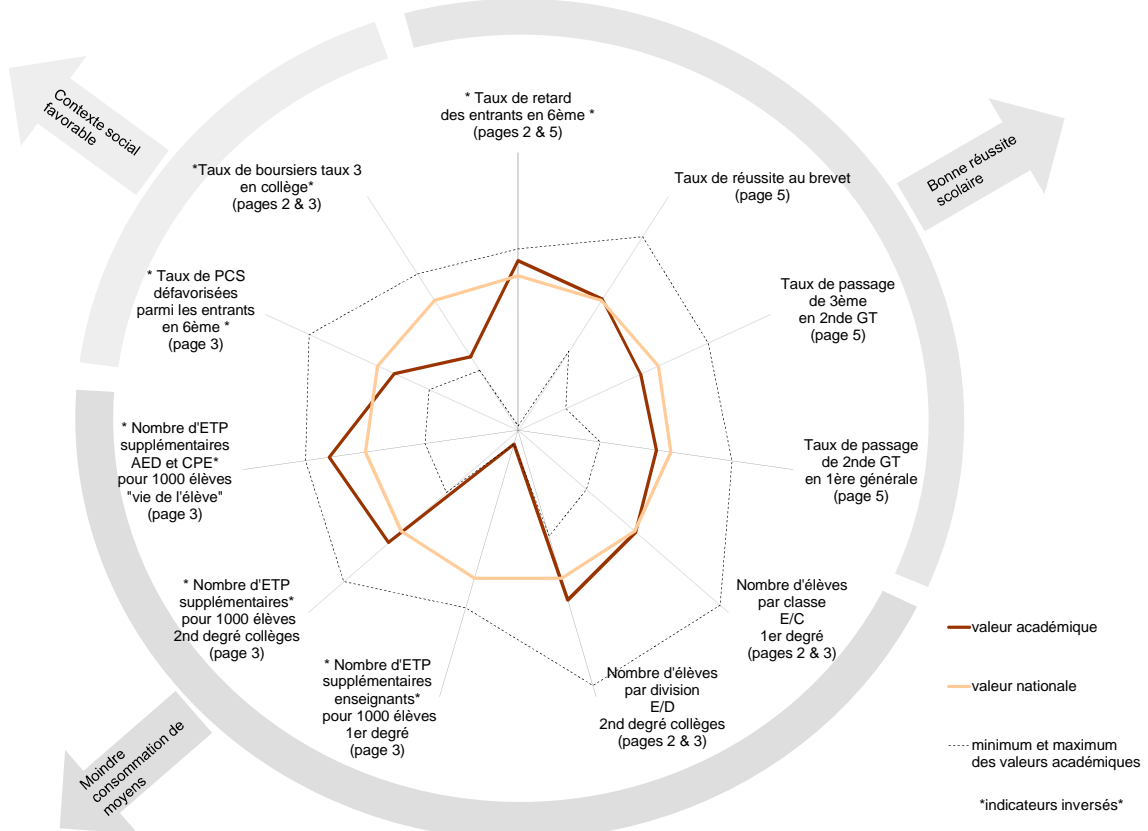 * Taux de retard
des entrants en 6ème *
(pages 2 & 5)
Taux de réussite au brevet
(page 5)
Taux de passage
de 3ème
en 2nde GT
(page 5)
Taux de passage
de 2nde GT
en 1ère générale
(page 5)
Nombre d'élèves
par classe
E/C
1er degré
(pages 2 & 3)
Nombre d'élèves
par division
E/D
2nd degré collèges
(pages 2 & 3)
* Nombre d'ETP
supplémentaires
enseignants*
pour 1000 élèves
1er degré
(page 3)
* Nombre d'ETP
supplémentaires*
pour 1000 élèves
2nd degré collèges
(page 3)
* Nombre d'ETP
supplémentaires
AED et CPE*
pour 1000 élèves
"vie de l'élève"
(page 3)
* Taux de PCS
défavorisées
parmi les entrants
en 6ème *
(page 3)
*Taux de boursiers taux 3
en collège*
(pages 2 & 3)
Contexte social
favorable
Bonne réussite
scolaire
Moindre
consommation de
moyens
valeur académique
valeur nationale
minimum et maximum
des valeurs académiques
*indicateurs inversés*